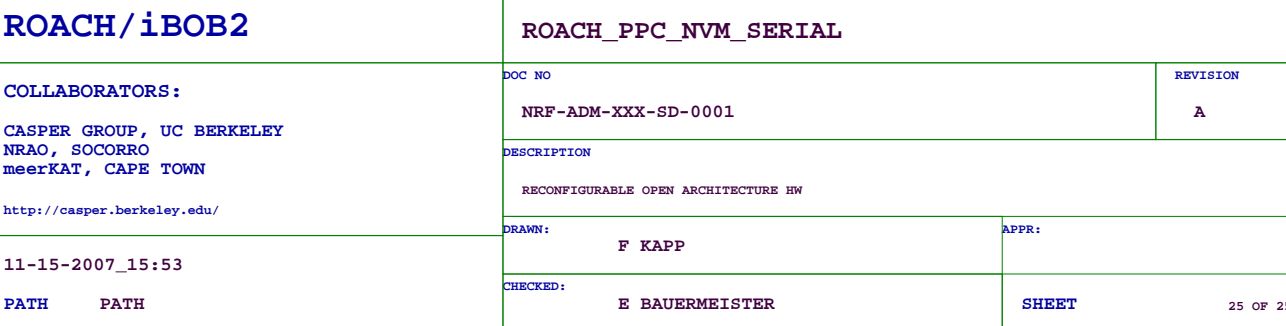 ROACH/iBOB2
COLLABORATORS:
CASPER GROUP, UC BERKELEY
NRAO, SOCORRO
meerKAT, CAPE TOWN
http://casper.berkeley.edu/
11-15-2007_15:53
PATH PATH
ROACH_PPC_NVM_SERIAL
DOC NO
NRF-ADM-XXX-SD-0001
REVISION
A
DESCRIPTION
RECONFIGURABLE OPEN ARCHITECTURE HW
DRAWN:
F KAPP
APPR:
CHECKED:
E BAUERMEISTER
SHEET 25 OF